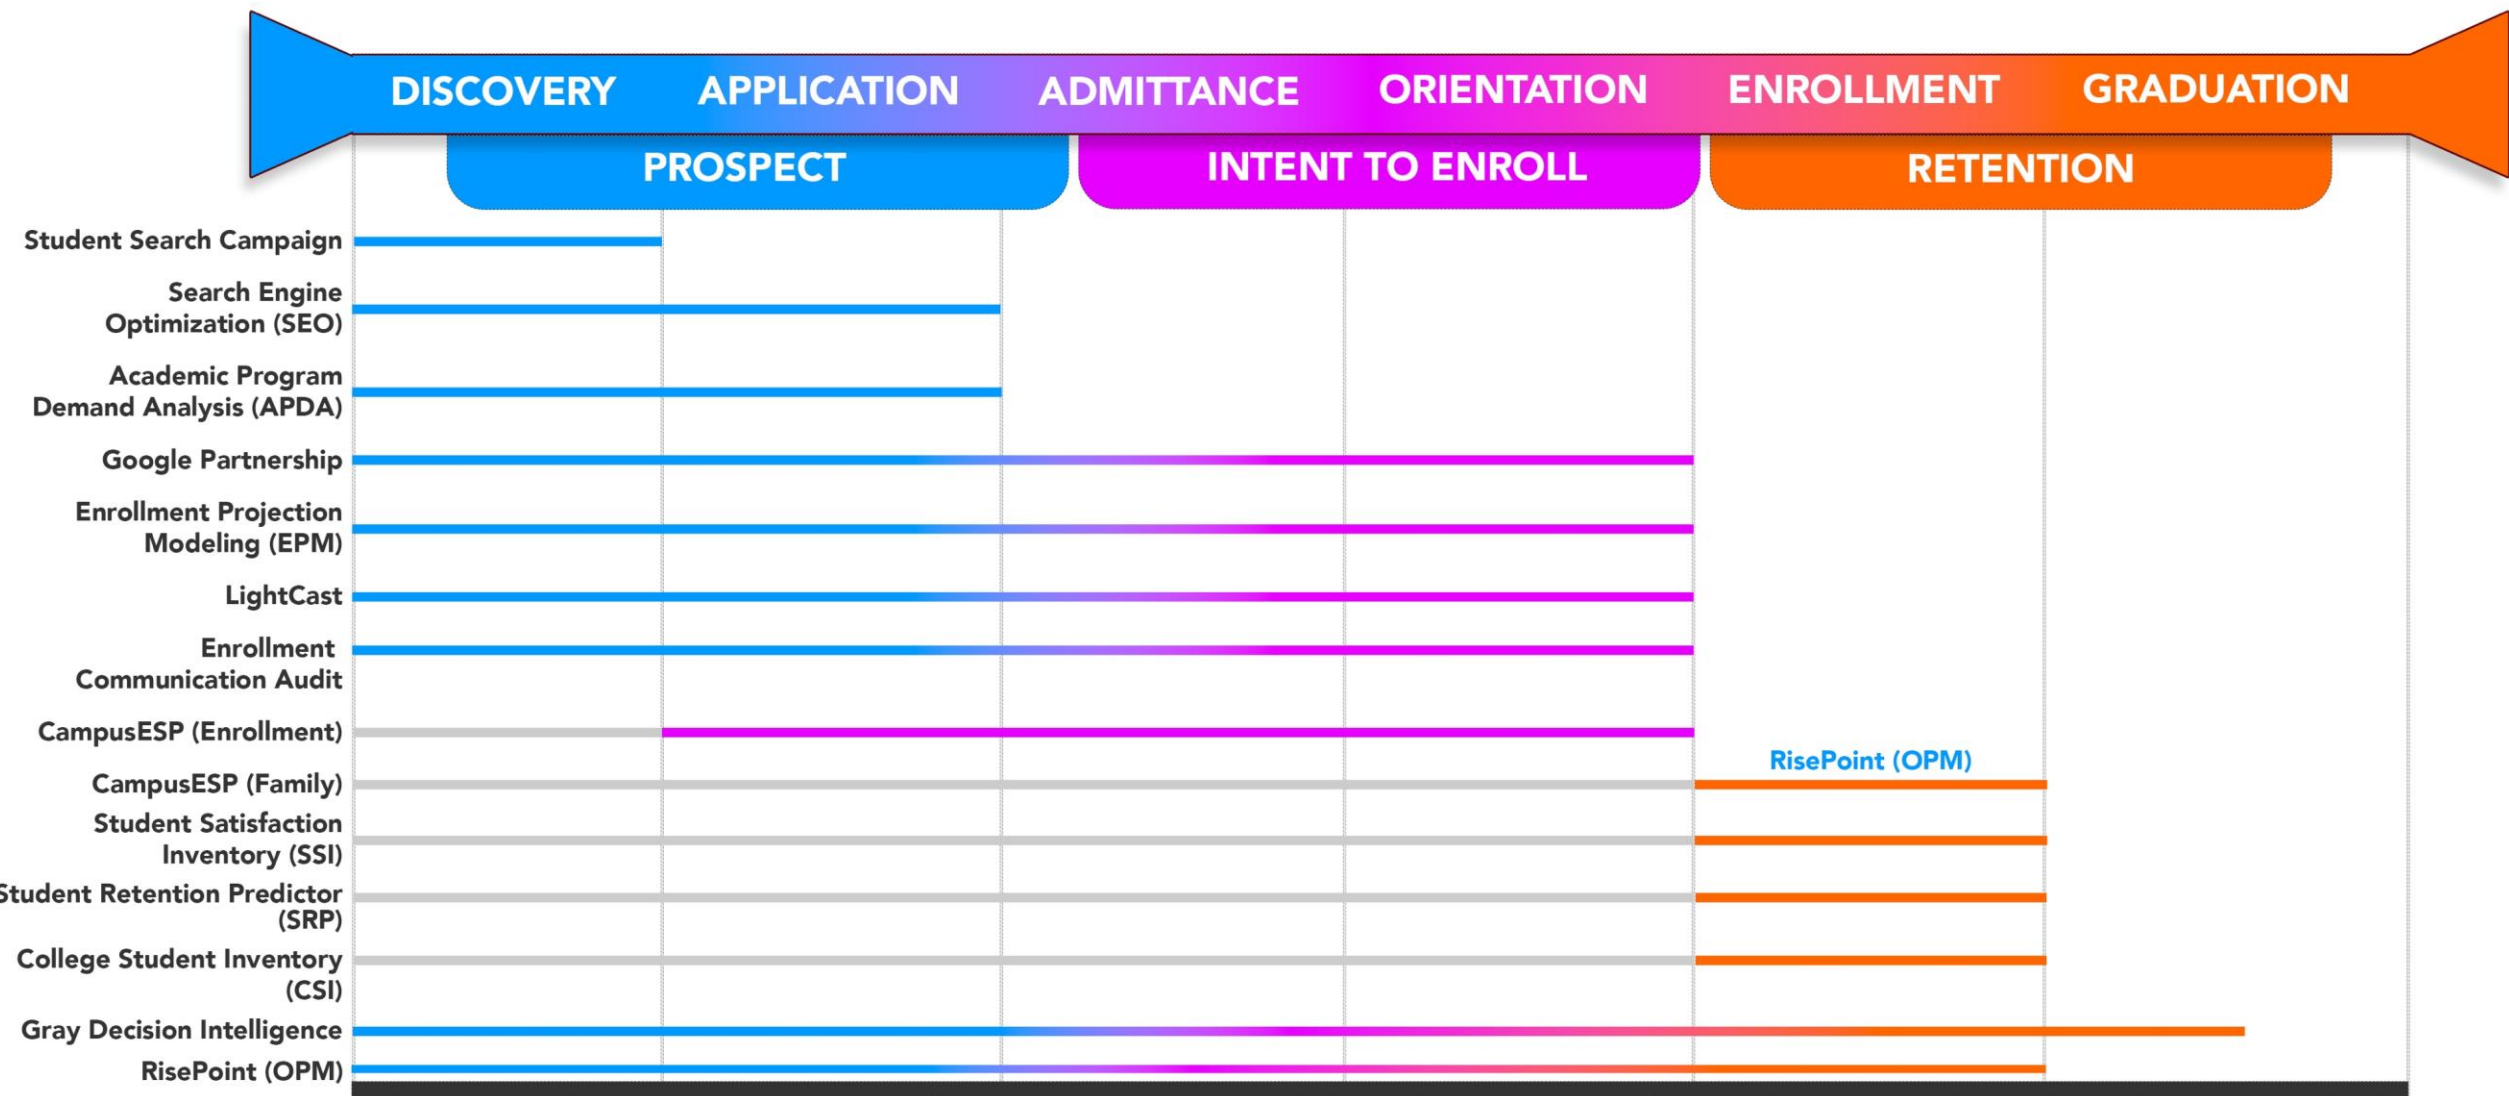 DISCOVERY APPLICATION ADMITTANCE ORIENTATION ENROLLMENT GRADUATION
PROSPECT INTENT TO ENROLL RETENTION
Student Search Campaign
Search Engine
Optimization (SEO)
Academic Program
Demand Analysis (APDA)
Google Partnership
Enrollment Projection
Modeling (EPM)
LightCast
Enrollment
Communication Audit
CampusESP (Enrollment)
RisePoint (OPM)
CampusESP (Family)
Student Satisfaction
Inventory (SSI)
Student Retention Predictor
(SRP)
College Student Inventory
(CSI)
Gray Decision Intelligence
RisePoint (OPM)